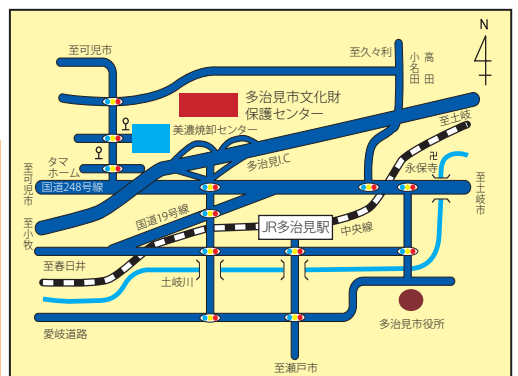 N
至可児市
至久々利
小名田
高田
多治見市文化財
保護センター
美濃焼卸センター
至土岐
タマ
ホーム
多治見I.C
卍
永保寺
至可児市
国道248号線
至土岐市
至小牧
国道19号線
JR多治見駅
中央線
至春日井
土岐川
愛岐道路
多治見市役所
至瀬戸市